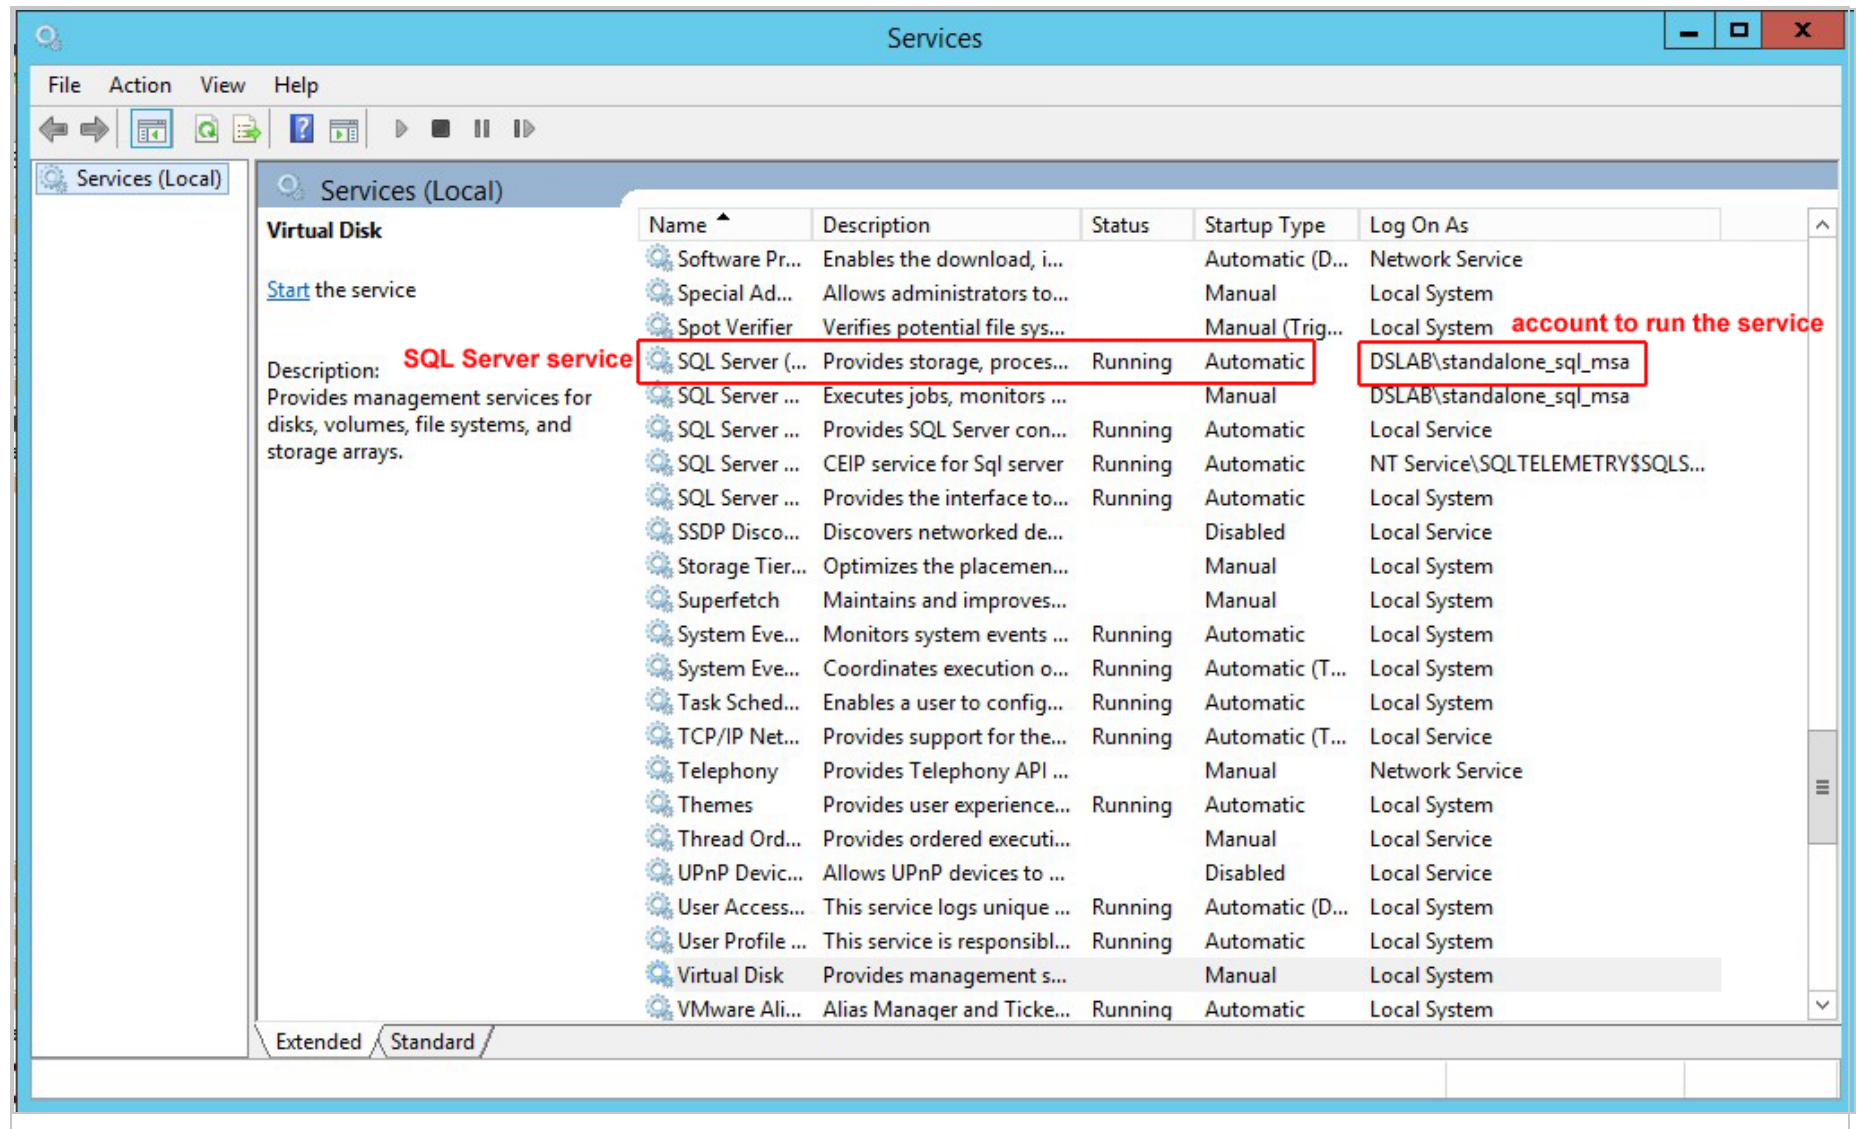 Services
File Action View Help
Services (Local)
Services (Local)
Virtual Disk
Start the service
Description:
Provides management services for
disks, volumes, file systems, and
storage arrays.
SQL Server service
account to run the service
Name Description Status Startup Type Log On As
Software Pr... Enables the download, i... Automatic (D... Network Service
Special Ad... Allows administrators to... Manual Local System
Spot Verifier Verifies potential file sys... Manual (Trig... Local System
SQL Server (... Provides storage, proces... Running Automatic DSLAB\standalone_sql_msa
SQL Server ... Executes jobs, monitors ... Manual DSLAB\standalone_sql_msa
SQL Server ... Provides SQL Server con... Running Automatic Local Service
SQL Server ... CEIP service for Sql server Running Automatic NT Service\SQLTELEMETRY$SQLS...
SQL Server ... Provides the interface to... Running Automatic Local System
SSDP Disco... Discovers networked de... Disabled Local Service
Storage Tier... Optimizes the placemen... Manual Local System
Superfetch Maintains and improves... Manual Local System
System Eve... Monitors system events ... Running Automatic Local System
System Eve... Coordinates execution o... Running Automatic (T... Local System
Task Sched... Enables a user to config... Running Automatic Local System
TCP/IP Net... Provides support for the... Running Automatic (T... Local Service
Telephony Provides Telephony API ... Manual Network Service
Themes Provides user experience... Running Automatic Local System
Thread Ord... Provides ordered executi... Manual Local Service
UPnP Devic... Allows UPnP devices to ... Disabled Local Service
User Access... This service logs unique ... Running Automatic (D... Local System
User Profile ... This service is responsibl... Running Automatic Local System
Virtual Disk Provides management s... Manual Local System
VMware Ali... Alias Manager and Ticke... Running Automatic Local System
Extended Standard